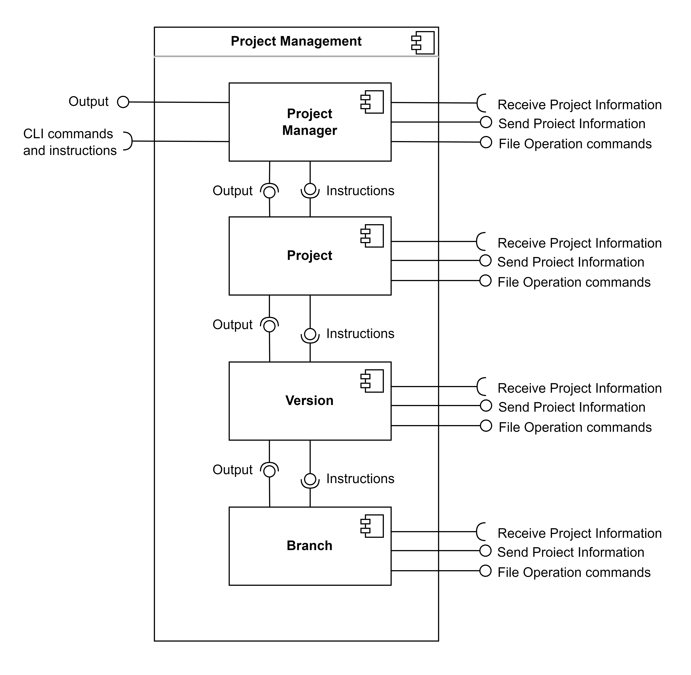 Project Management
Output
Project
Manager
Receive Project Information
Send Proiect Information
File Operation commands
CLI commands
and instructions
Output
Instructions
Project
Receive Project Information
Send Proiect Information
File Operation commands
Output
Instructions
Version
Receive Project Information
Send Proiect Information
File Operation commands
Output
Instructions
Branch
Receive Project Information
Send Proiect Information
File Operation commands